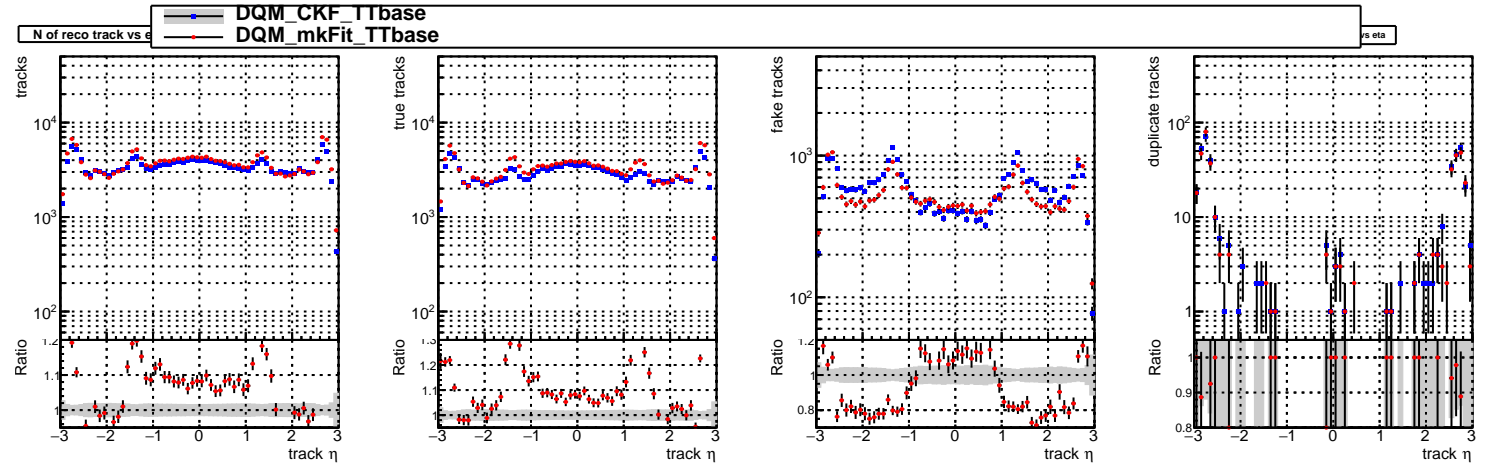 DQM_CKF_TTbase
DQM_mkFit_TTbase
N of reco track vs e
vs eta
tracks
10⁴
10³
10²
Ratio
1.2
1.1
1
−3 −2 −1 0 1 2 3
track η
true tracks
10⁴
10³
10²
Ratio
1.3
1.2
1.1
1
−3 −2 −1 0 1 2 3
track η
fake tracks
10³
10²
Ratio
1.2
1
0.8
−3 −2 −1 0 1 2 3
track η
duplicate tracks
10²
10
1
Ratio
1
0.9
0.8
−3 −2 −1 0 1 2 3
track η